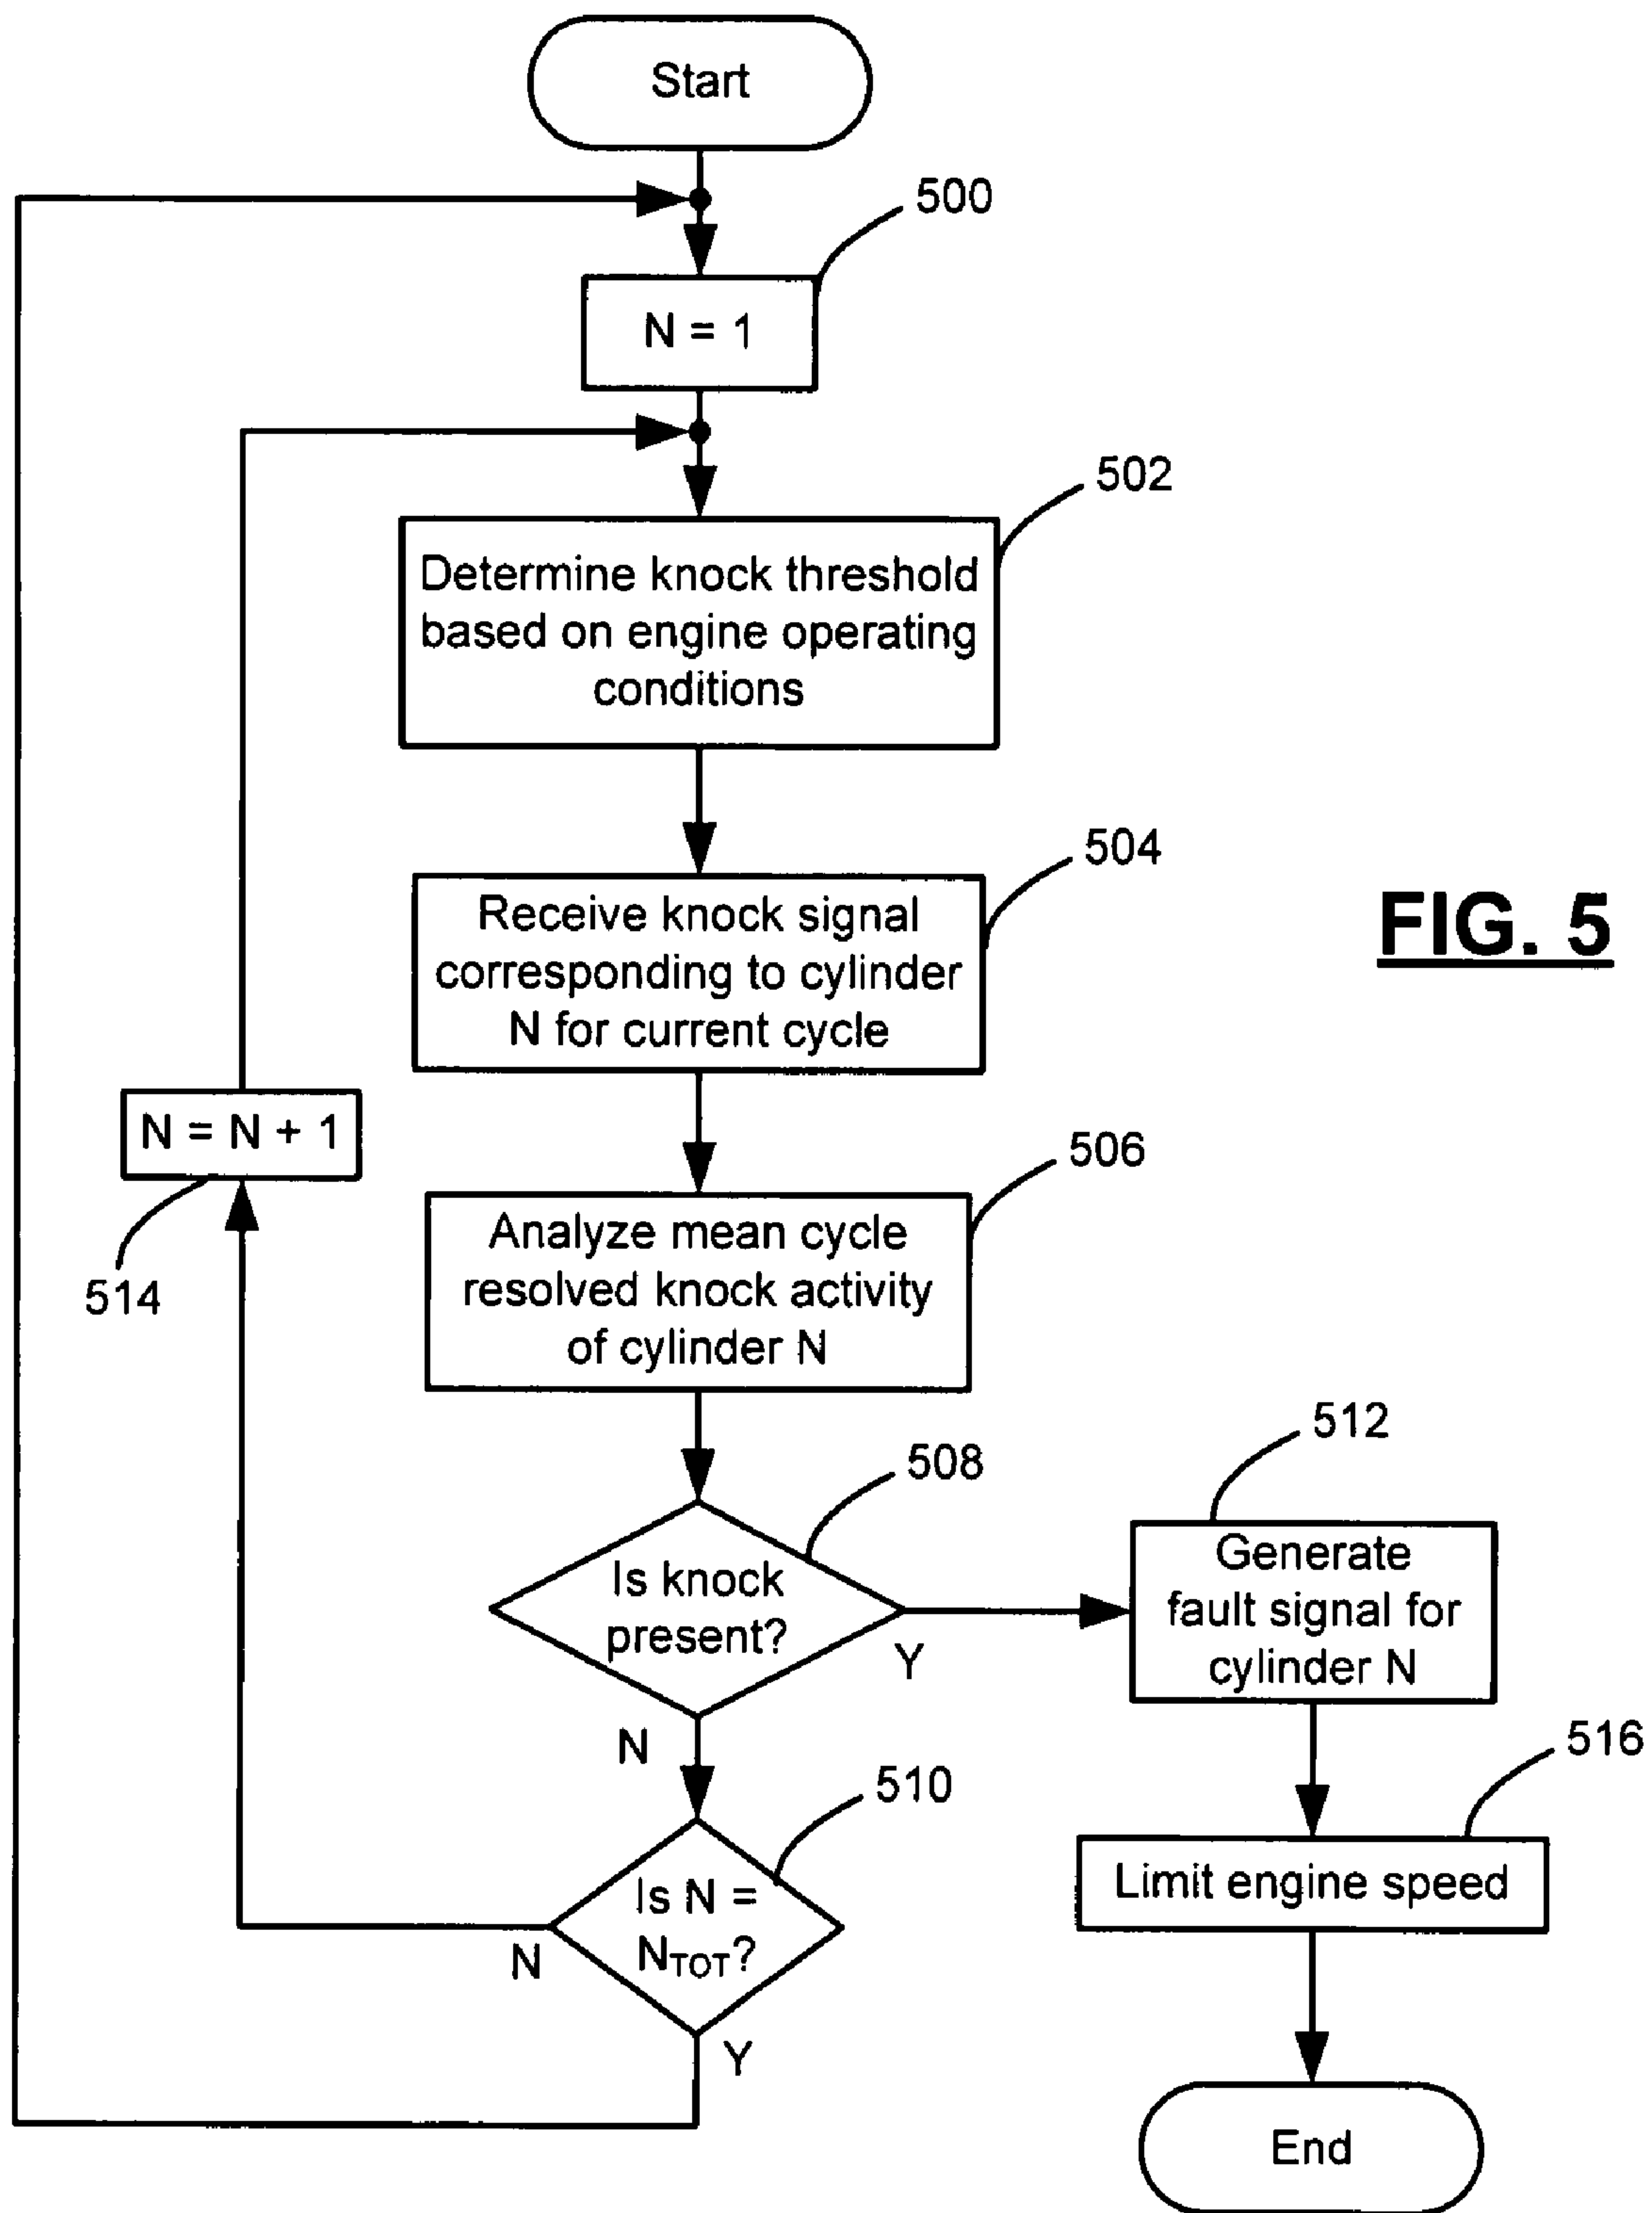 Start
500
N = 1
502
Determine knock threshold
based on engine operating
conditions
504
Receive knock signal
corresponding to cylinder
N for current cycle
FIG. 5
N = N + 1
514
506
Analyze mean cycle
resolved knock activity
of cylinder N
508
Is knock
present?
Y
N
512
Generate
fault signal for
cylinder N
510
Is N =
NTOT?
N
Y
516
Limit engine speed
End